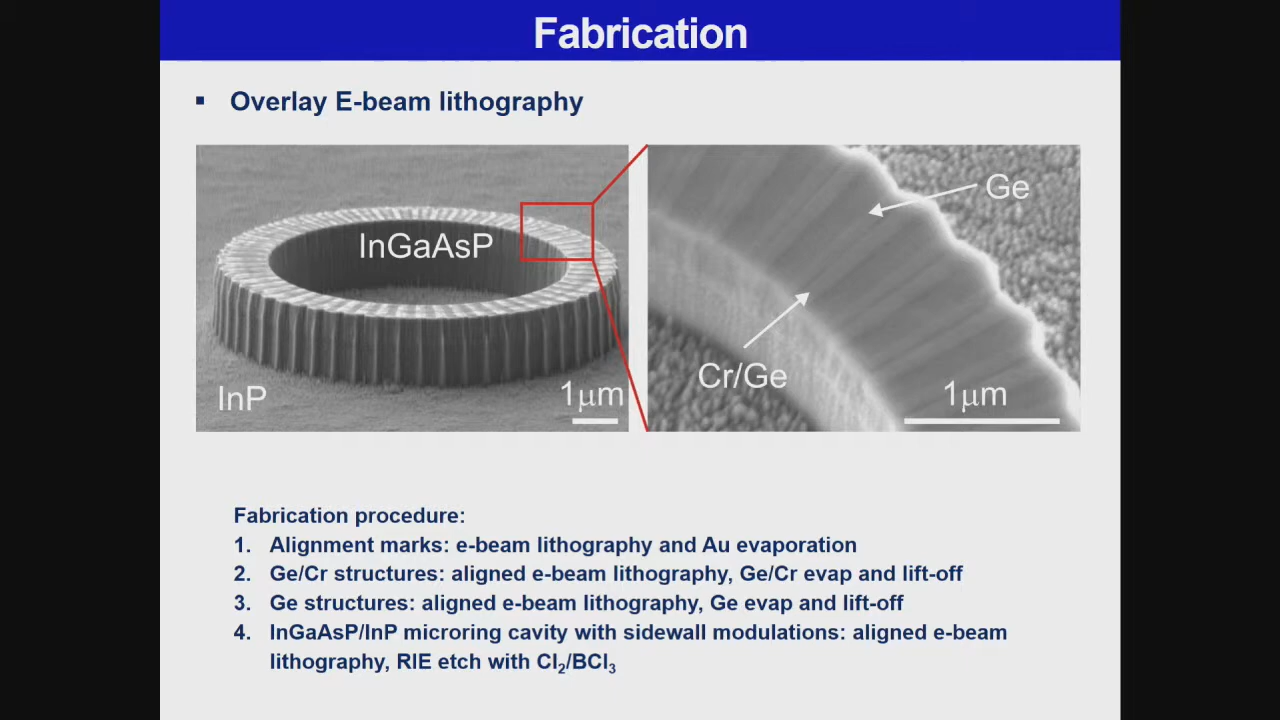 Fabrication
▪ Overlay E-beam lithography
Ge
InGaAsP
Cr/Ge
InP
1μm
1μm
Fabrication procedure:
1. Alignment marks: e-beam lithography and Au evaporation
2. Ge/Cr structures: aligned e-beam lithography, Ge/Cr evap and lift-off
3. Ge structures: aligned e-beam lithography, Ge evap and lift-off
4. InGaAsP/InP microring cavity with sidewall modulations: aligned e-beam
lithography, RIE etch with Cl₂/BCl₃